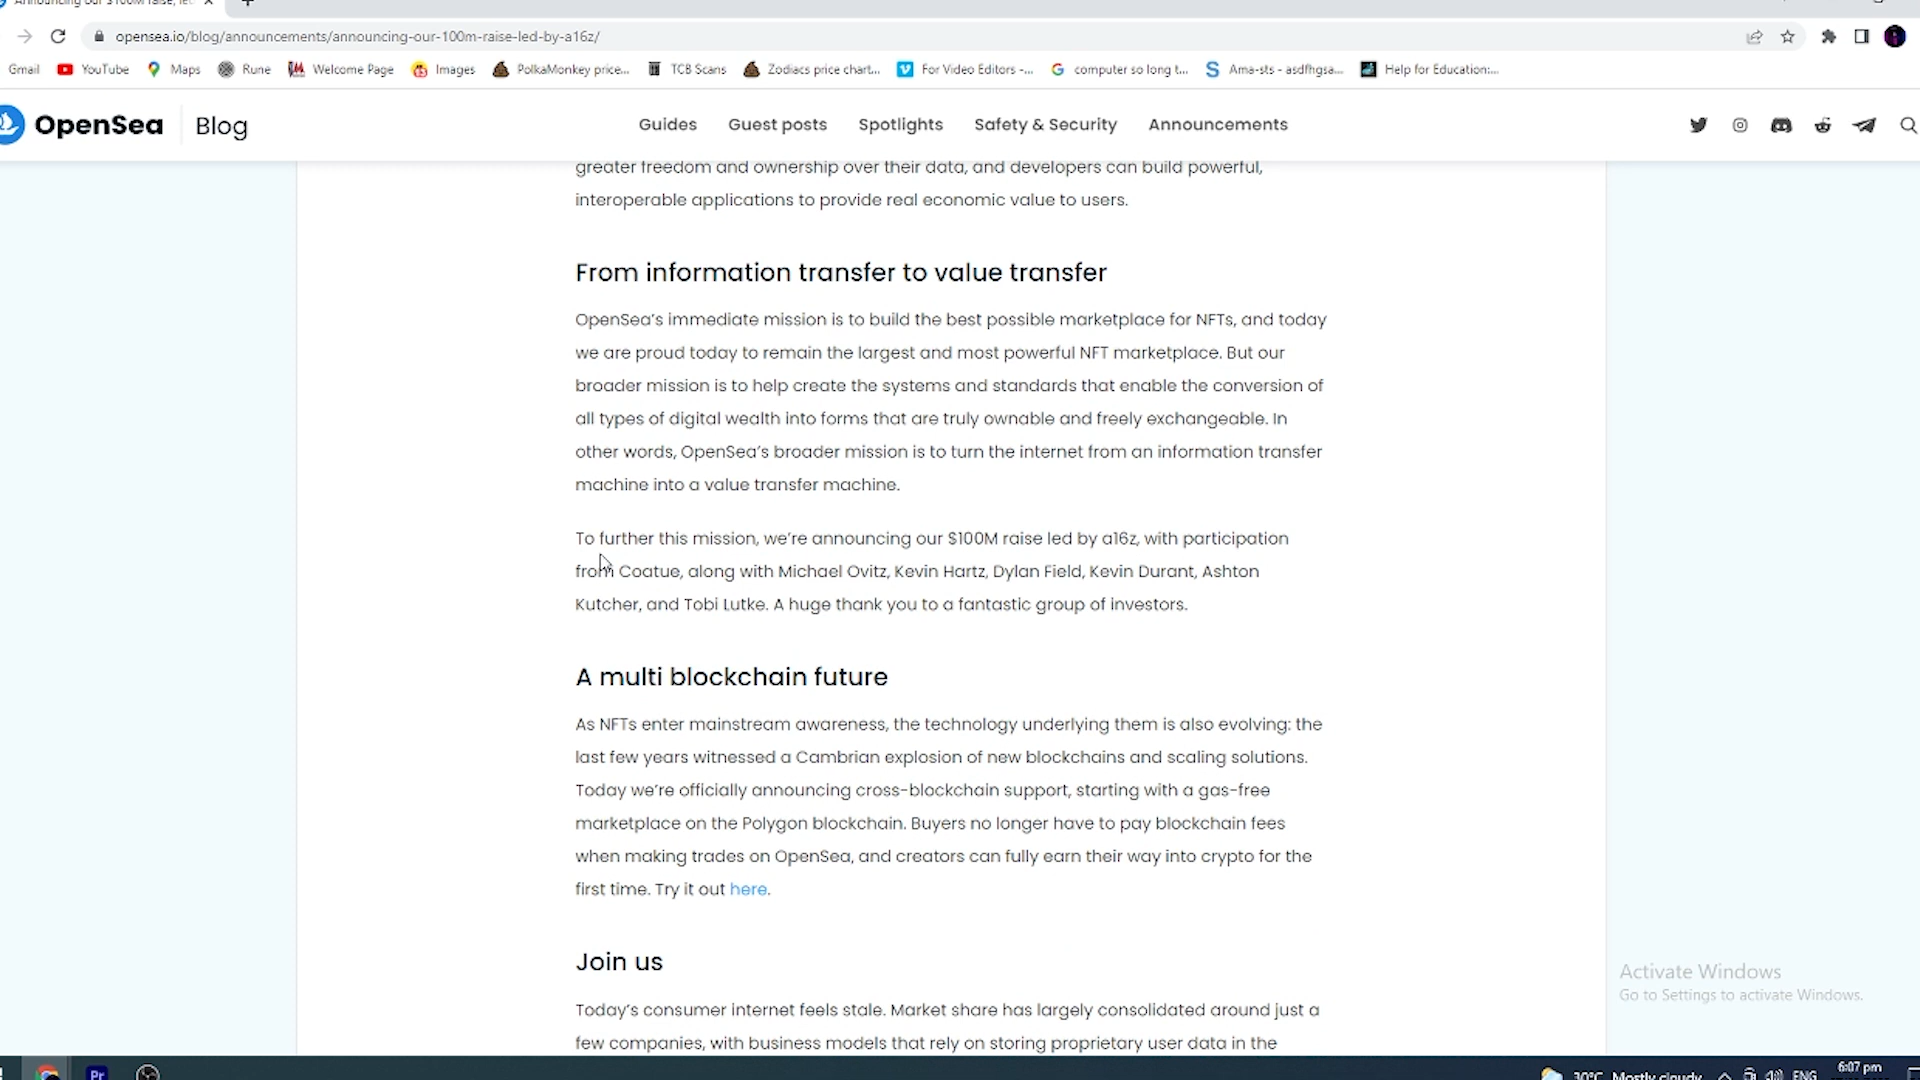 opensea.io/blog/announcements/announcing-our-100m-raise-led-by-a16z/
Gmail YouTube Maps Rune Welcome Page Images PolkaMonkey price... TCB Scans Zodiacs price chart... For Video Editors -... computer so long t... Ama-sts - asdfhgsa... Help for Education:...
OpenSea Blog Guides Guest posts Spotlights Safety & Security Announcements
greater freedom and ownership over their data, and developers can build powerful,
interoperable applications to provide real economic value to users.
From information transfer to value transfer
OpenSea's immediate mission is to build the best possible marketplace for NFTs, and today
we are proud today to remain the largest and most powerful NFT marketplace. But our
broader mission is to help create the systems and standards that enable the conversion of
all types of digital wealth into forms that are truly ownable and freely exchangeable. In
other words, OpenSea's broader mission is to turn the internet from an information transfer
machine into a value transfer machine.
To further this mission, we're announcing our $100M raise led by a16z, with participation
from Coatue, along with Michael Ovitz, Kevin Hartz, Dylan Field, Kevin Durant, Ashton
Kutcher, and Tobi Lutke. A huge thank you to a fantastic group of investors.
A multi blockchain future
As NFTs enter mainstream awareness, the technology underlying them is also evolving: the
last few years witnessed a Cambrian explosion of new blockchains and scaling solutions.
Today we're officially announcing cross-blockchain support, starting with a gas-free
marketplace on the Polygon blockchain. Buyers no longer have to pay blockchain fees
when making trades on OpenSea, and creators can fully earn their way into crypto for the
first time. Try it out here.
Join us
Activate Windows
Go to Settings to activate Windows.
Today's consumer internet feels stale. Market share has largely consolidated around just a
few companies, with business models that rely on storing proprietary user data in the
Pr 30°C Mostly cloudy ENG 6:07 pm